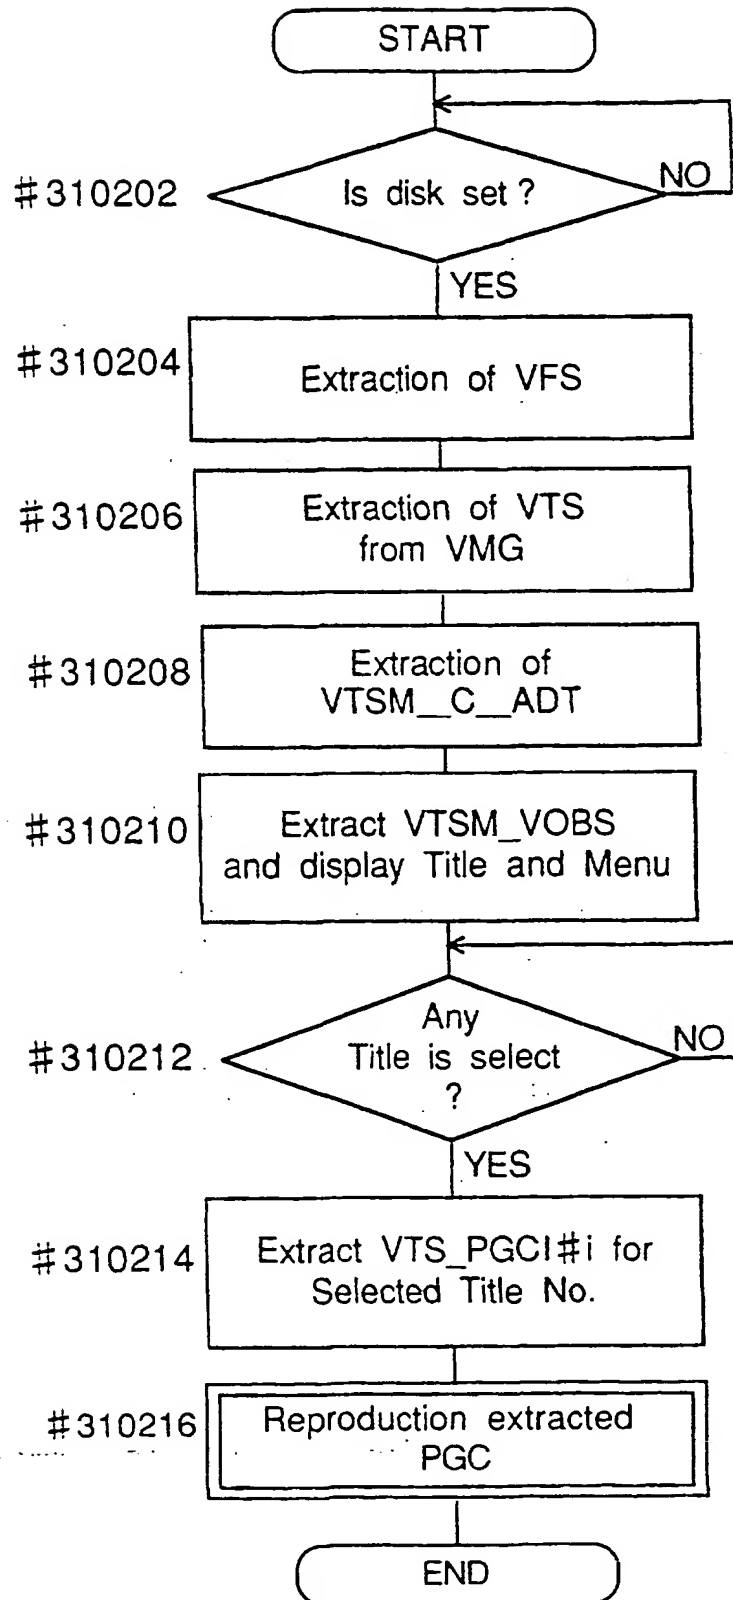 START
#310202
Is disk set ?
NO
YES
#310204
Extraction of VFS
#310206
Extraction of VTS
from VMG
#310208
Extraction of
VTSM__C__ADT
#310210
Extract VTSM_VOBS
and display Title and Menu
Any
#310212
Title is select
NO
?
YES
#310214
Extract VTS_PGCI#i for
Selected Title No.
#310216
Reproduction extracted
PGC
END